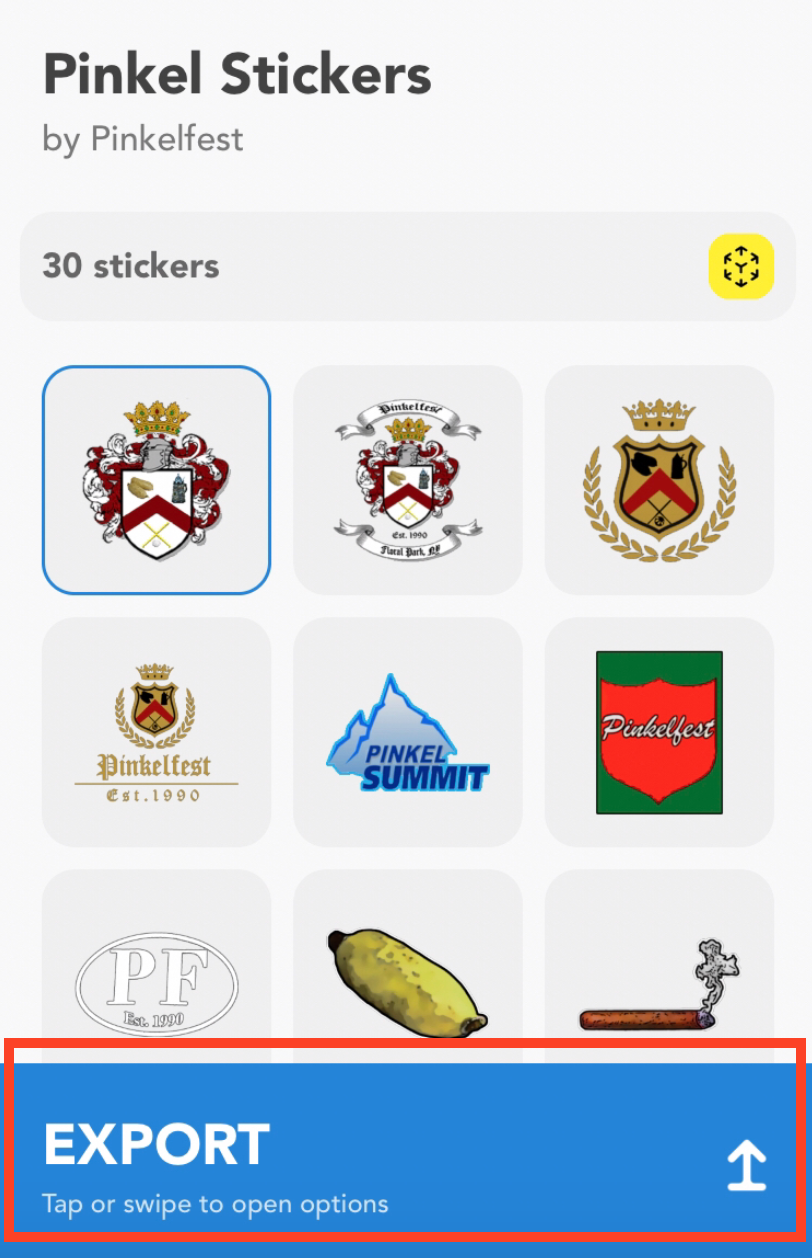 Pinkel Stickers
by Pinkelfest
30 stickers
Pinkelfest
Est. 1990
Floral Park, NY
Pinkelfest
Est.1990
PINKEL
SUMMIT
Pinkelfest
PF
Est. 1990
EXPORT
Tap or swipe to open options